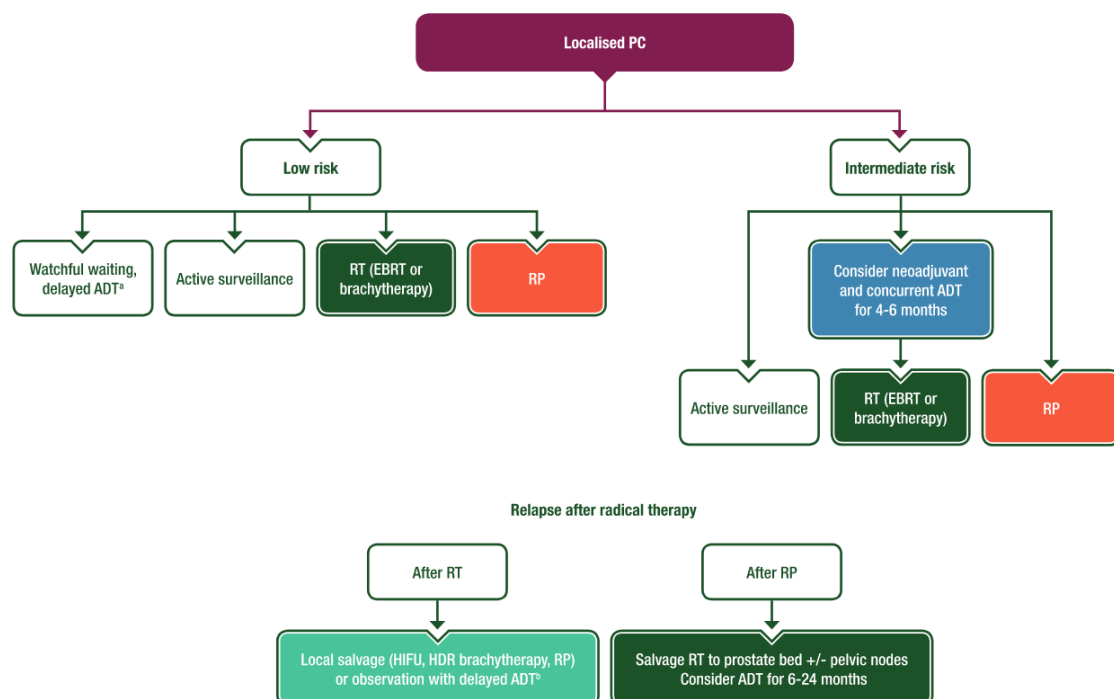 Localised PC
Low risk
Intermediate risk
Watchful waiting,
delayed ADTᵃ
Active surveillance
RT (EBRT or
brachytherapy)
RP
Consider neoadjuvant
and concurrent ADT
for 4-6 months
Active surveillance
RT (EBRT or
brachytherapy)
RP
Relapse after radical therapy
After RT
After RP
Local salvage (HIFU, HDR brachytherapy, RP)
or observation with delayed ADTᵇ
Salvage RT to prostate bed +/- pelvic nodes
Consider ADT for 6-24 months